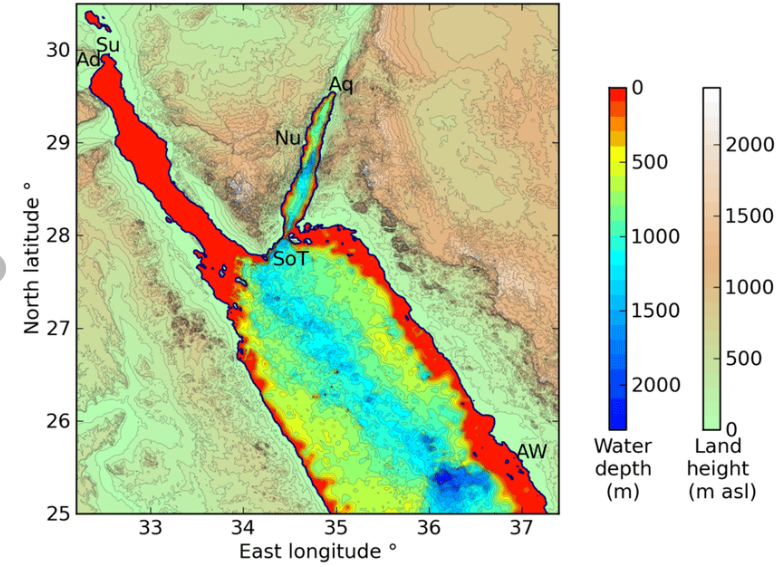 30
29
28
27
26
25
North latitude °
33
34
35
36
37
East longitude °
Su
Ad
Aq
Nu
SoT
AW
0
500
1000
1500
2000
Water
depth
(m)
2000
1500
1000
500
0
Land
height
(m asl)